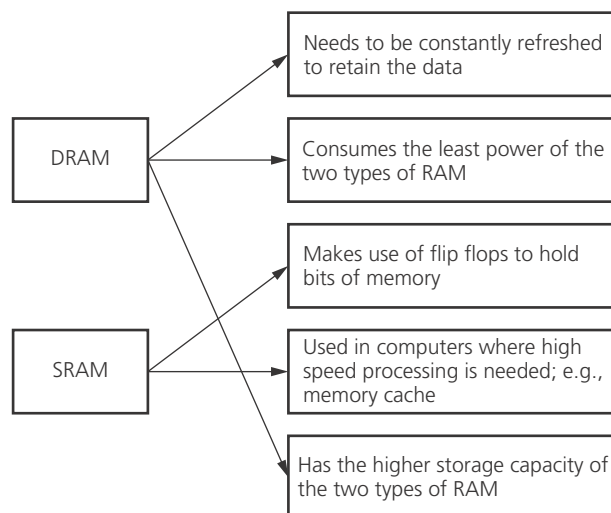 Needs to be constantly refreshed
to retain the data
DRAM
Consumes the least power of the
two types of RAM
Makes use of flip flops to hold
bits of memory
SRAM
Used in computers where high
speed processing is needed; e.g.,
memory cache
Has the higher storage capacity of
the two types of RAM